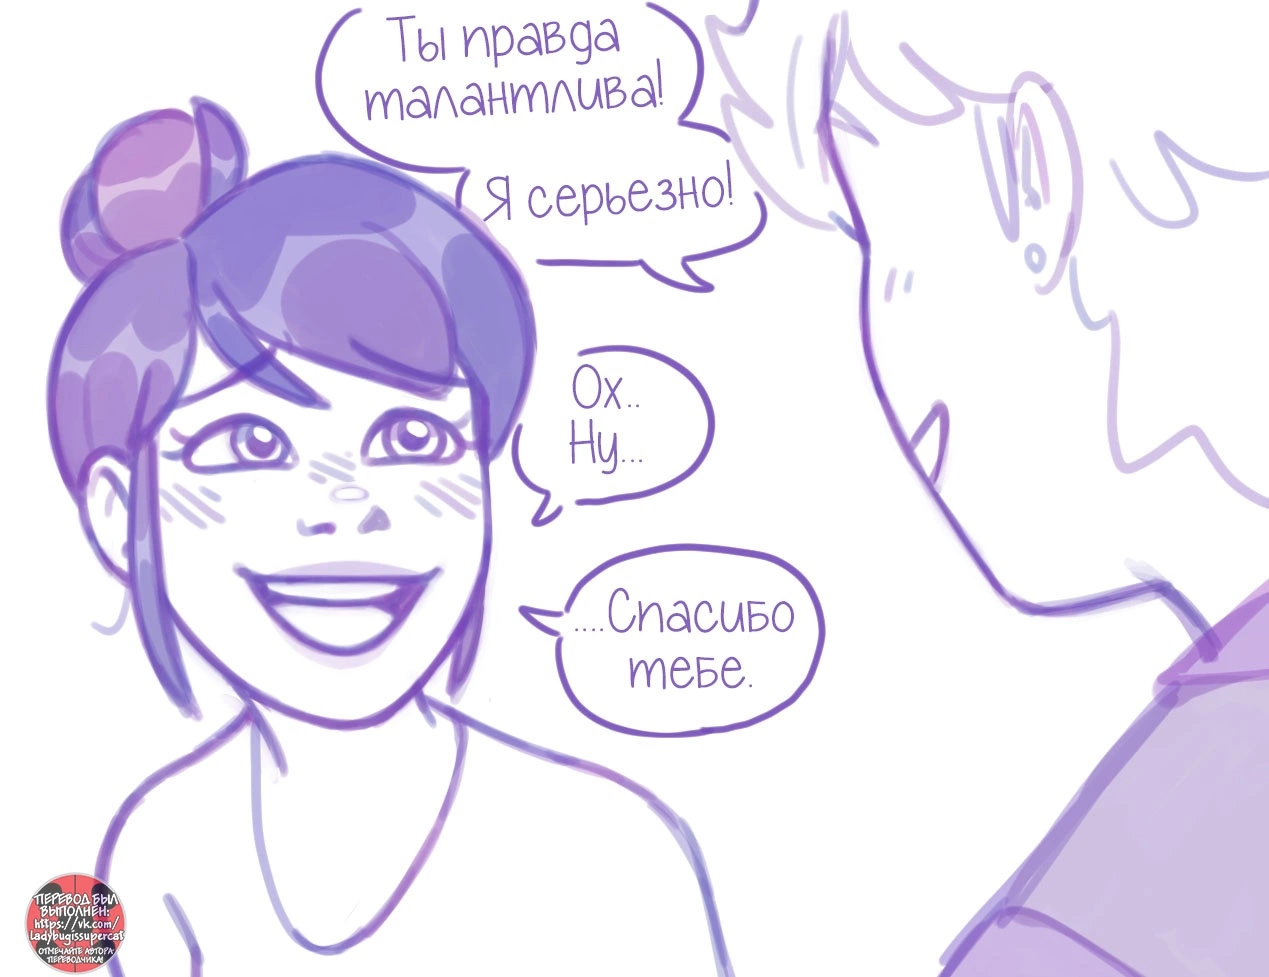 Ты правда
талантлива!
Я серьезно!
Ох..
Ну...
....Спасибо
тебе.
ПЕРЕВОД БЫЛ
ВЫПОЛНЕН:
https://vk.com/
ladybugissupercat
ОТМЕЧАЙТЕ АВТОРА
ПЕРЕВОДЧИКА!